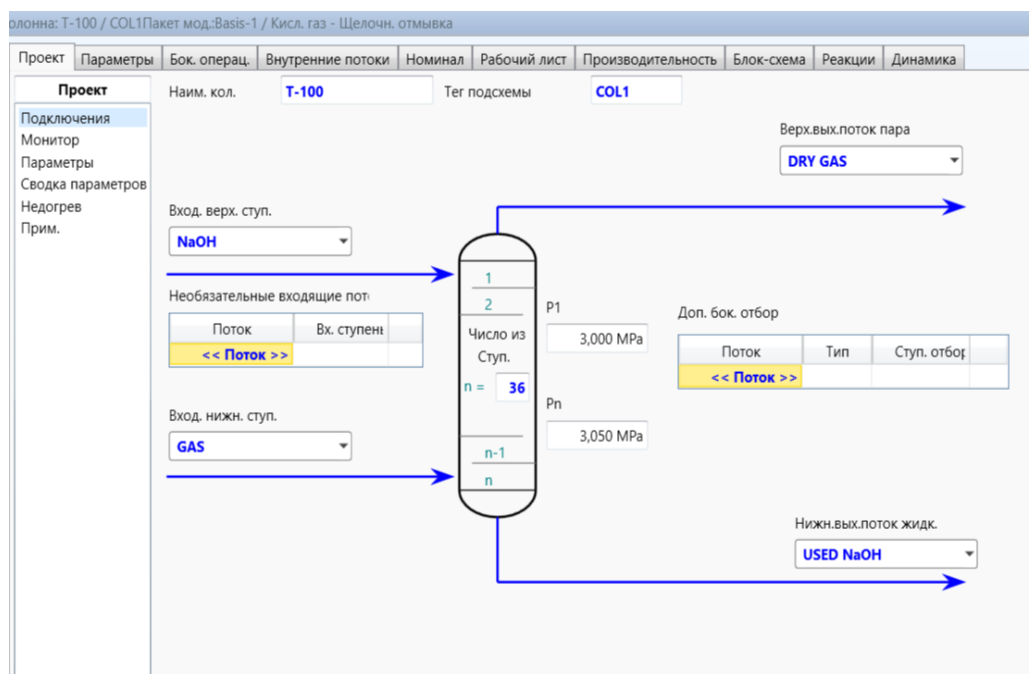 олонна: T-100 / COL1Пакет мод.:Basis-1 / Кисл. газ - Щелочн. отмывка
Проект Параметры Бок. операц. Внутренние потоки Номинал Рабочий лист Производительность Блок-схема Реакции Динамика
Проект
Подключения
Монитор
Параметры
Сводка параметров
Недогрев
Прим.
Наим. кол. T-100 Тег подсхемы COL1
Верх.вых.поток пара
DRY GAS
Вход. верх. ступ.
NaOH
Необязательные входящие пот
Поток Вх. ступень
<< Поток >>
Вход. нижн. ступ.
GAS
1
2
Число из
Ступ.
n = 36
n-1
n
P1
3,000 MPa
Pn
3,050 MPa
Доп. бок. отбор
Поток Тип Ступ. отбор
<< Поток >>
Нижн.вых.поток жидк.
USED NaOH